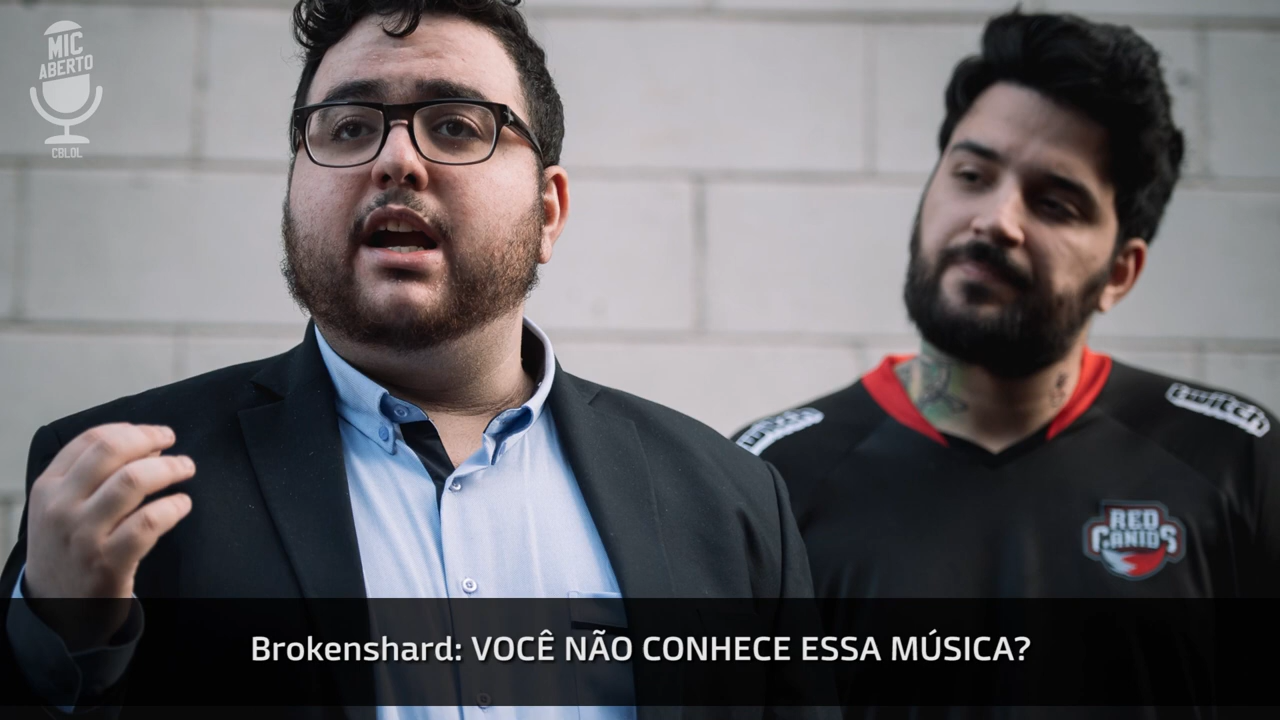 MIC
ABERTO
CBLOL
twitch
RED
CANIDS
Brokenshard: VOCÊ NÃO CONHECE ESSA MÚSICA?